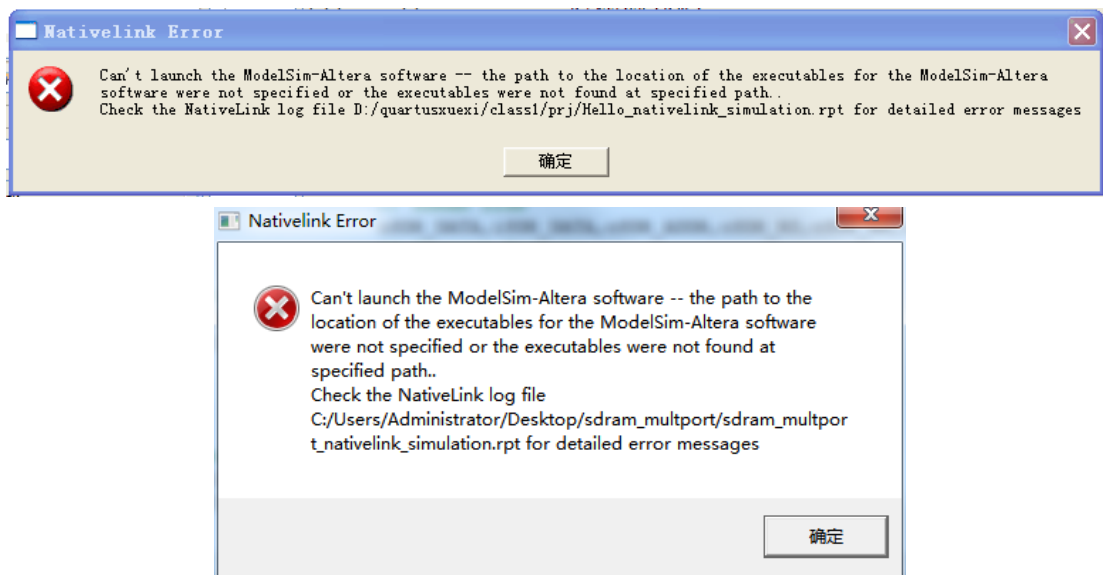 Nativelink Error
Can't launch the ModelSim-Altera software -- the path to the location of the executables for the ModelSim-Altera
software were not specified or the executables were not found at specified path..
Check the NativeLink log file D:/quartusxuexi/class1/prj/Hello_nativelink_simulation.rpt for detailed error messages
确定
Nativelink Error
Can't launch the ModelSim-Altera software -- the path to the
location of the executables for the ModelSim-Altera software
were not specified or the executables were not found at
specified path..
Check the NativeLink log file
C:/Users/Administrator/Desktop/sdram_multport/sdram_multpor
t_nativelink_simulation.rpt for detailed error messages
确定